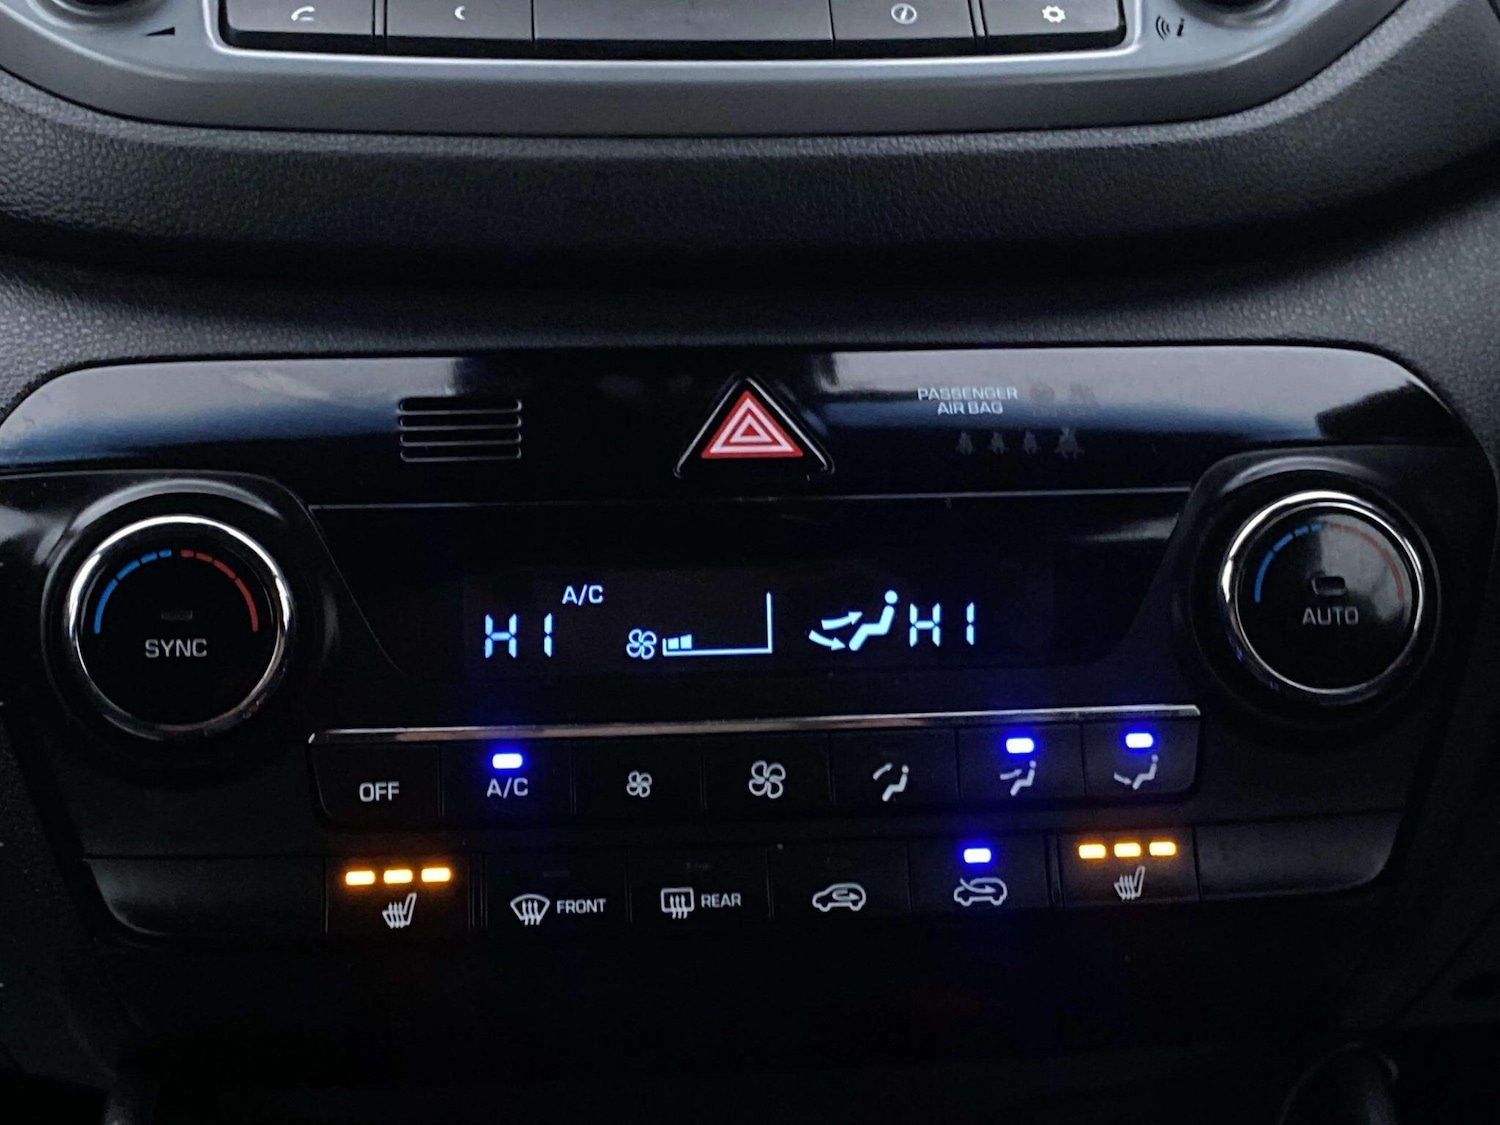 PASSENGER
AIR BAG
SYNC
A/C
HI
HI
AUTO
OFF
A/C
FRONT
REAR